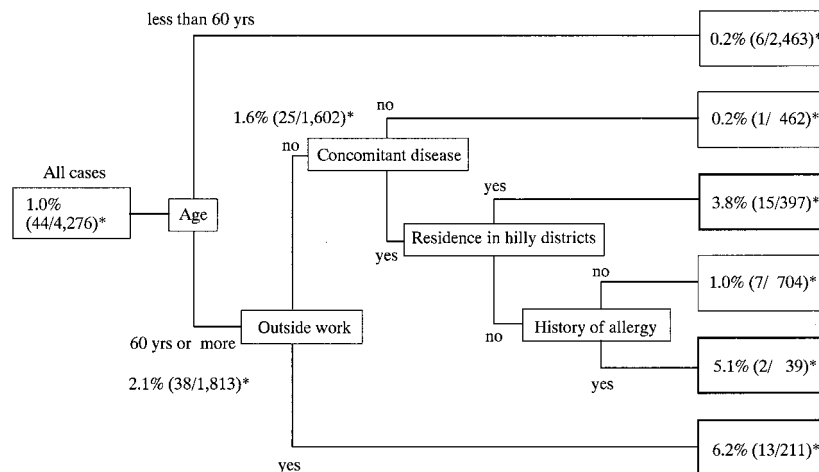 less than 60 yrs
0.2% (6/2,463)*
1.6% (25/1,602)*
no
0.2% (1/ 462)*
no
Concomitant disease
All cases
1.0%
(44/4,276)*
Age
yes
3.8% (15/397)*
yes
Residence in hilly districts
no
1.0% (7/ 704)*
60 yrs or more
Outside work
no
History of allergy
2.1% (38/1,813)*
yes
5.1% (2/ 39)*
yes
6.2% (13/211)*